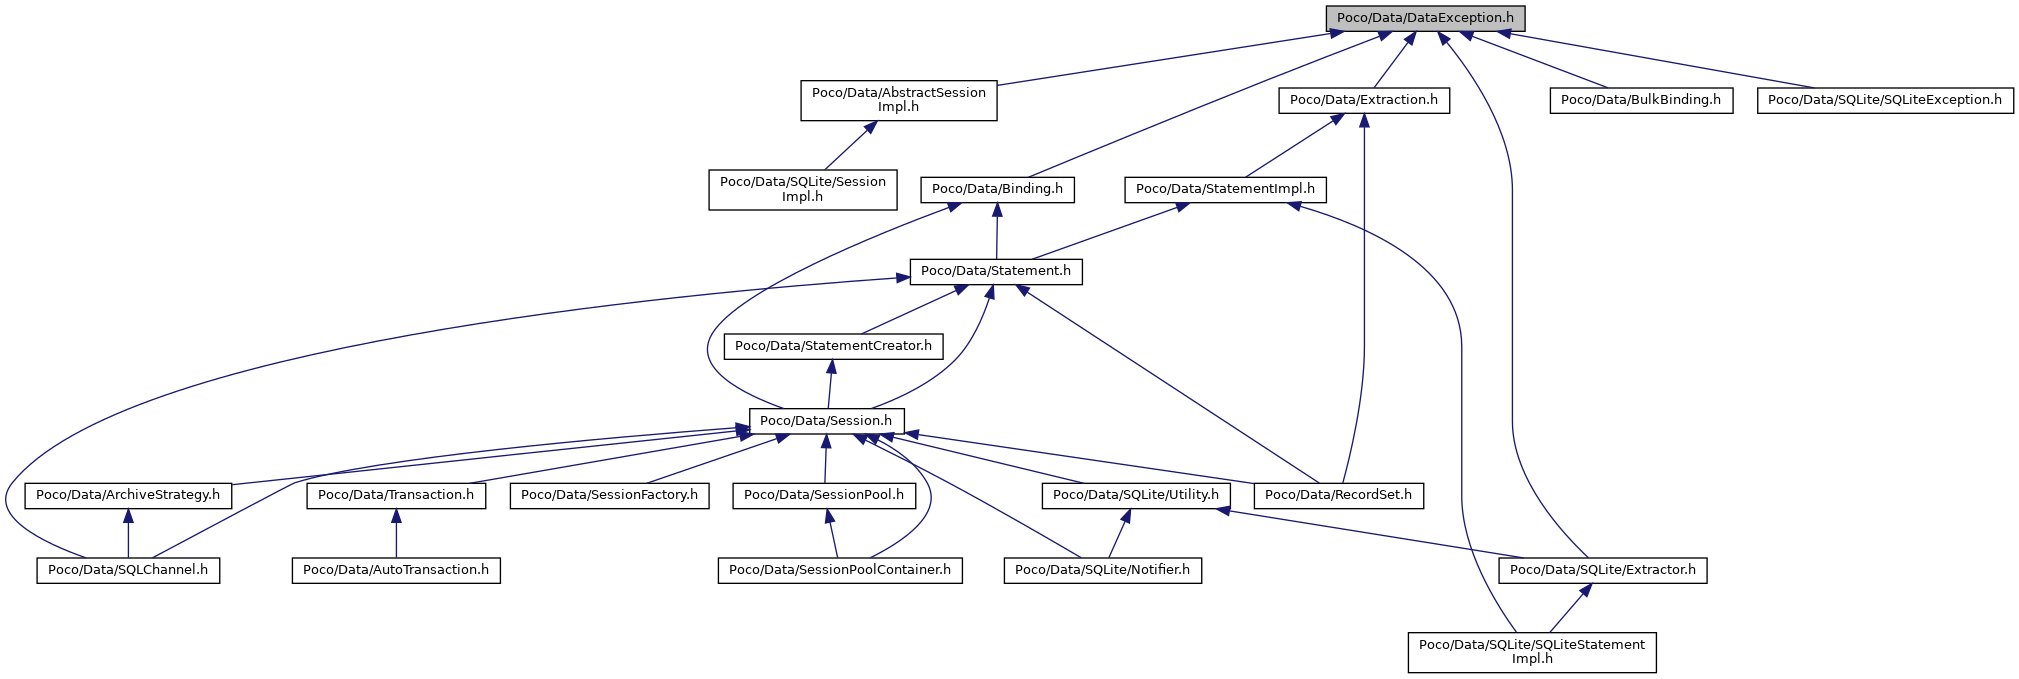 Poco/Data/DataException.h
Poco/Data/AbstractSession
Impl.h
Poco/Data/Extraction.h
Poco/Data/BulkBinding.h
Poco/Data/SQLite/SQLiteException.h
Poco/Data/SQLite/Session
Impl.h
Poco/Data/Binding.h
Poco/Data/StatementImpl.h
Poco/Data/Statement.h
Poco/Data/StatementCreator.h
Poco/Data/Session.h
Poco/Data/ArchiveStrategy.h
Poco/Data/Transaction.h
Poco/Data/SessionFactory.h
Poco/Data/SessionPool.h
Poco/Data/SQLite/Utility.h
Poco/Data/RecordSet.h
Poco/Data/SQLChannel.h
Poco/Data/AutoTransaction.h
Poco/Data/SessionPoolContainer.h
Poco/Data/SQLite/Notifier.h
Poco/Data/SQLite/Extractor.h
Poco/Data/SQLite/SQLiteStatement
Impl.h